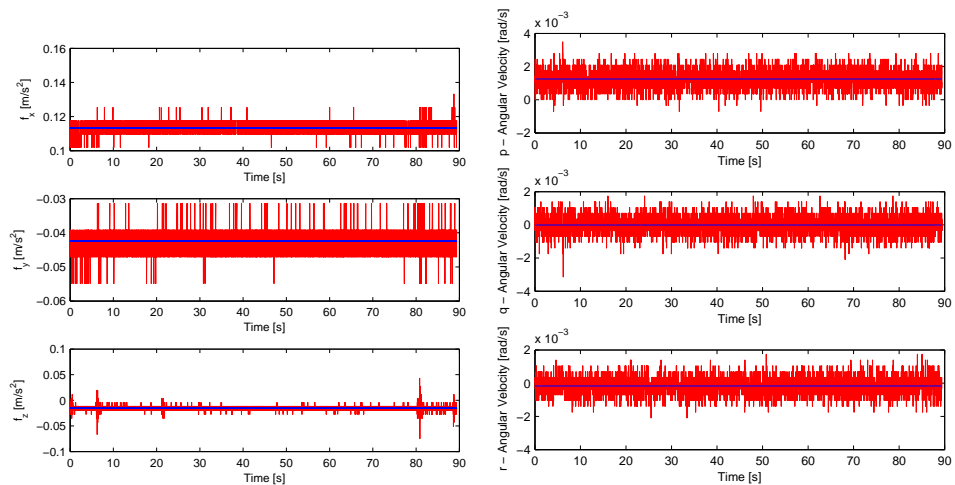 0.16
0.14
0.12
0.1
f_x [m/s²]
0 10 20 30 40 50 60 70 80 90
Time [s]
−0.03
−0.04
−0.05
−0.06
f_y [m/s²]
0 10 20 30 40 50 60 70 80 90
Time [s]
0.1
0.05
0
−0.05
−0.1
f_z [m/s²]
0 10 20 30 40 50 60 70 80 90
Time [s]
x 10⁻³
4
2
0
−2
p − Angular Velocity [rad/s]
0 10 20 30 40 50 60 70 80 90
Time [s]
x 10⁻³
2
0
−2
−4
q − Angular Velocity [rad/s]
0 10 20 30 40 50 60 70 80 90
Time [s]
x 10⁻³
2
0
−2
−4
r − Angular Velocity [rad/s]
0 10 20 30 40 50 60 70 80 90
Time [s]